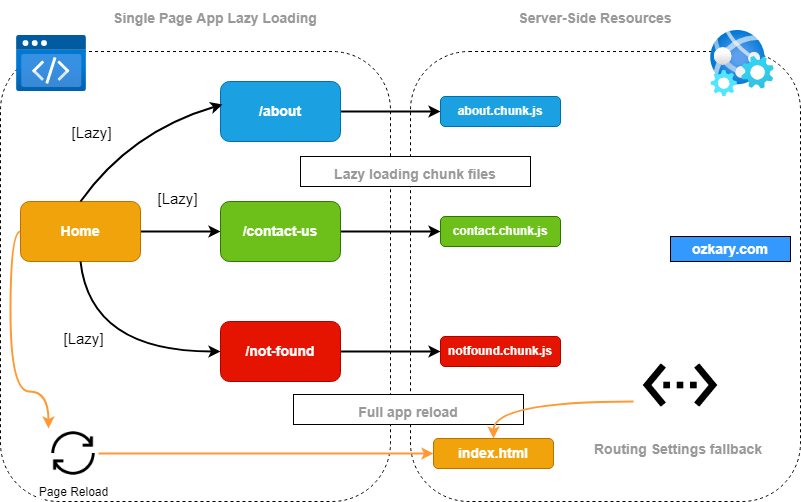 Single Page App Lazy Loading
Server-Side Resources
/about
about.chunk.js
[Lazy]
Lazy loading chunk files
[Lazy]
Home
/contact-us
contact.chunk.js
ozkary.com
[Lazy]
/not-found
notfound.chunk.js
Full app reload
index.html
Routing Settings fallback
Page Reload